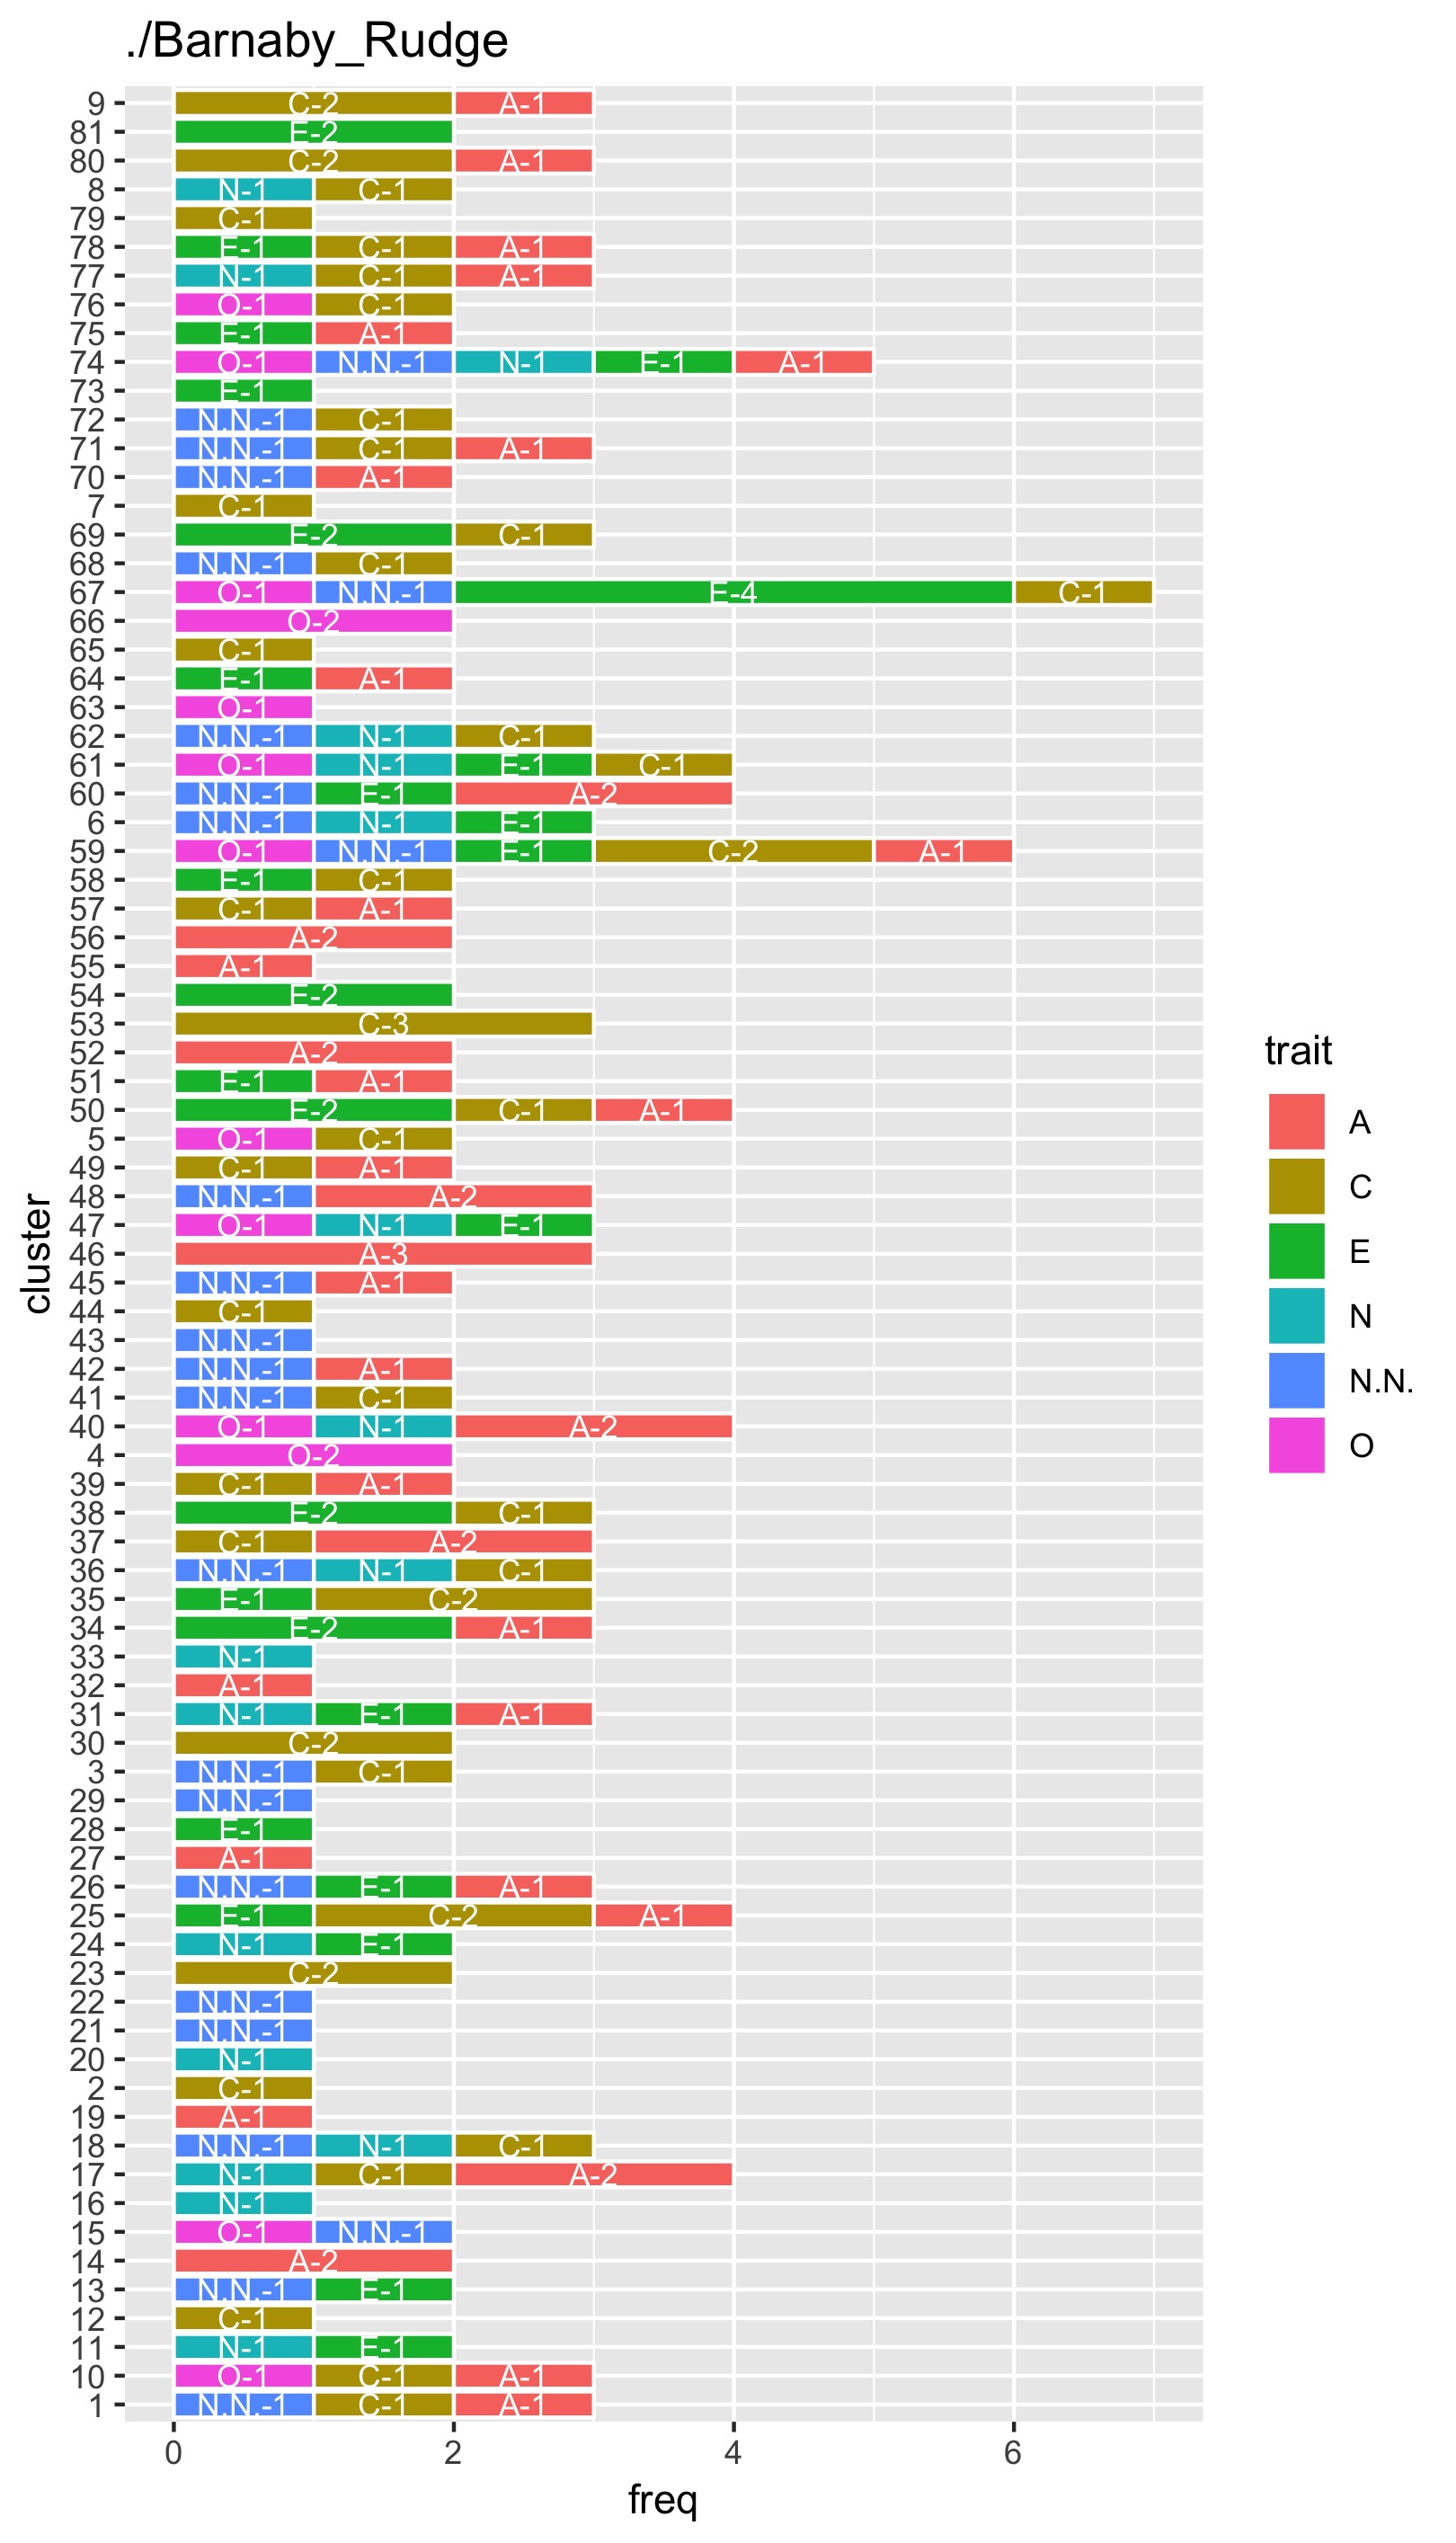 ./Barnaby_Rudge
9 C-2 A-1
81 E-2
80 C-2 A-1
8 N-1 C-1
79 C-1
78 E-1 C-1 A-1
77 N-1 C-1 A-1
76 O-1 C-1
75 E-1 A-1
74 O-1 N.N.-1 N-1 E-1 A-1
73 E-1
72 N.N.-1 C-1
71 N.N.-1 C-1 A-1
70 N.N.-1 A-1
7 C-1
69 E-2 C-1
68 N.N.-1 C-1
67 O-1 N.N.-1 E-4 C-1
66 O-2
65 C-1
64 E-1 A-1
63 O-1
62 N.N.-1 N-1 C-1
61 O-1 N-1 E-1 C-1
60 N.N.-1 E-1 A-2
6 N.N.-1 N-1 E-1
59 O-1 N.N.-1 E-1 C-2 A-1
58 E-1 C-1
57 C-1 A-1
56 A-2
55 A-1
54 E-2
53 C-3
52 A-2
51 E-1 A-1
50 E-2 C-1 A-1
5 O-1 C-1
49 C-1 A-1
48 N.N.-1 A-2
47 O-1 N-1 E-1
46 A-3
45 N.N.-1 A-1
44 C-1
43 N.N.-1
42 N.N.-1 A-1
41 N.N.-1 C-1
40 O-1 N-1 A-2
4 O-2
39 C-1 A-1
38 E-2 C-1
37 C-1 A-2
36 N.N.-1 N-1 C-1
35 E-1 C-2
34 E-2 A-1
33 N-1
32 A-1
31 N-1 E-1 A-1
30 C-2
3 N.N.-1 C-1
29 N.N.-1
28 E-1
27 A-1
26 N.N.-1 E-1 A-1
25 E-1 C-2 A-1
24 N-1 E-1
23 C-2
22 N.N.-1
21 N.N.-1
20 N-1
2 C-1
19 A-1
18 N.N.-1 N-1 C-1
17 N-1 C-1 A-2
16 N-1
15 O-1 N.N.-1
14 A-2
13 N.N.-1 E-1
12 C-1
11 N-1 E-1
10 O-1 C-1 A-1
1 N.N.-1 C-1 A-1
0 2 4 6
freq
cluster
trait
A
C
E
N
N.N.
O